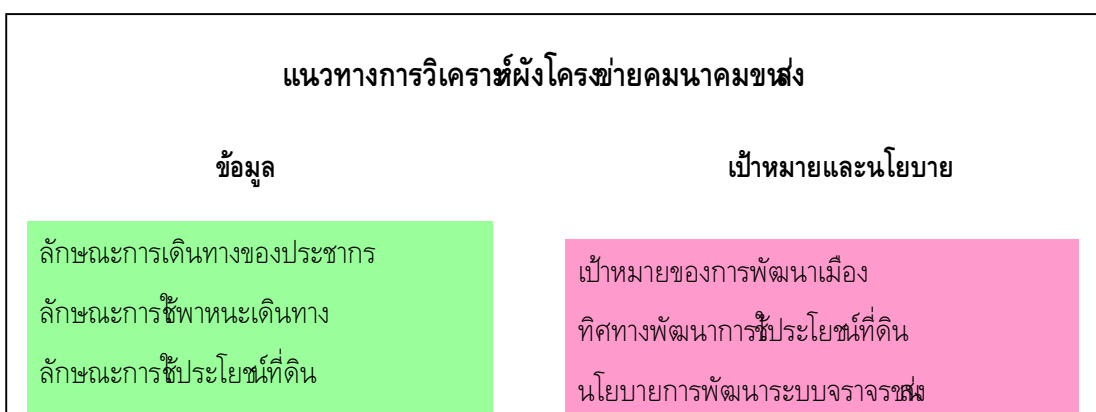 แนวทางการวิเคราะห์ผังโครงข่ายคมนาคมขนส่ง
ข้อมูล
ลักษณะการเดินทางของประชากร
ลักษณะการใช้พาหนะเดินทาง
ลักษณะการใช้ประโยชน์ที่ดิน
เป้าหมายและนโยบาย
เป้าหมายของการพัฒนาเมือง
ทิศทางพัฒนาการใช้ประโยชน์ที่ดิน
นโยบายการพัฒนาระบบจราจรขนส่ง